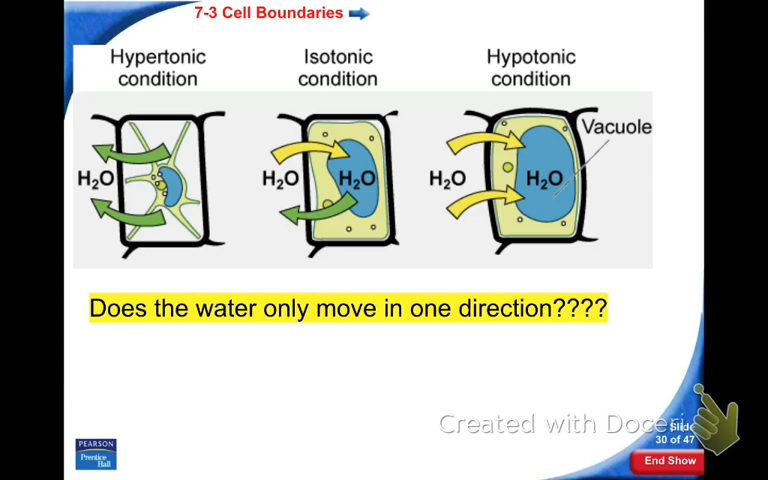 7-3 Cell Boundaries
Hypertonic
condition
Isotonic
condition
Hypotonic
condition
Vacuole
H₂O
H₂O
H₂O
H₂O
H₂O
Does the water only move in one direction????
Created with Doceri
Slide
30 of 47
End Show
PEARSON
Prentice
Hall